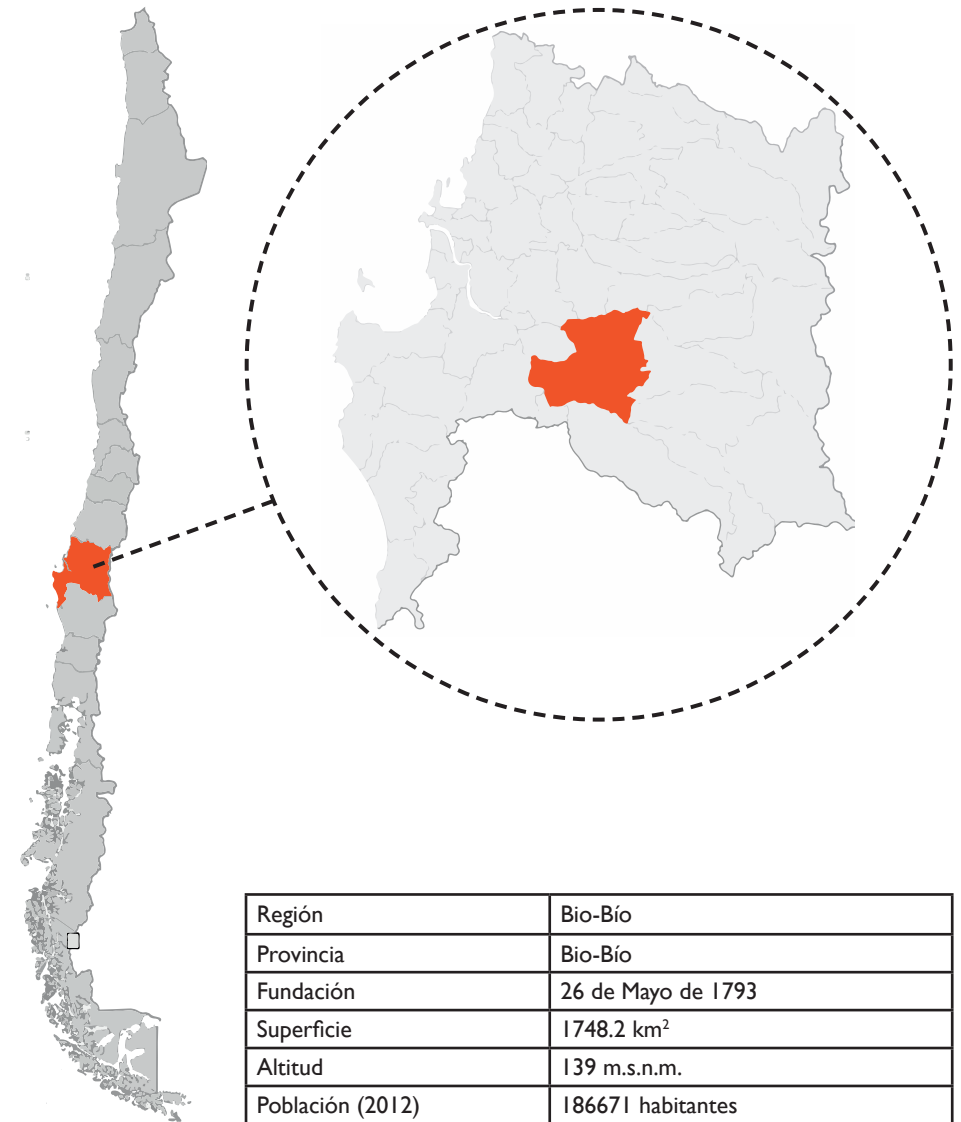 Región Bio-Bío
Provincia Bio-Bío
Fundación 26 de Mayo de 1793
Superficie 1748.2 km²
Altitud 139 m.s.n.m.
Población (2012) 186671 habitantes